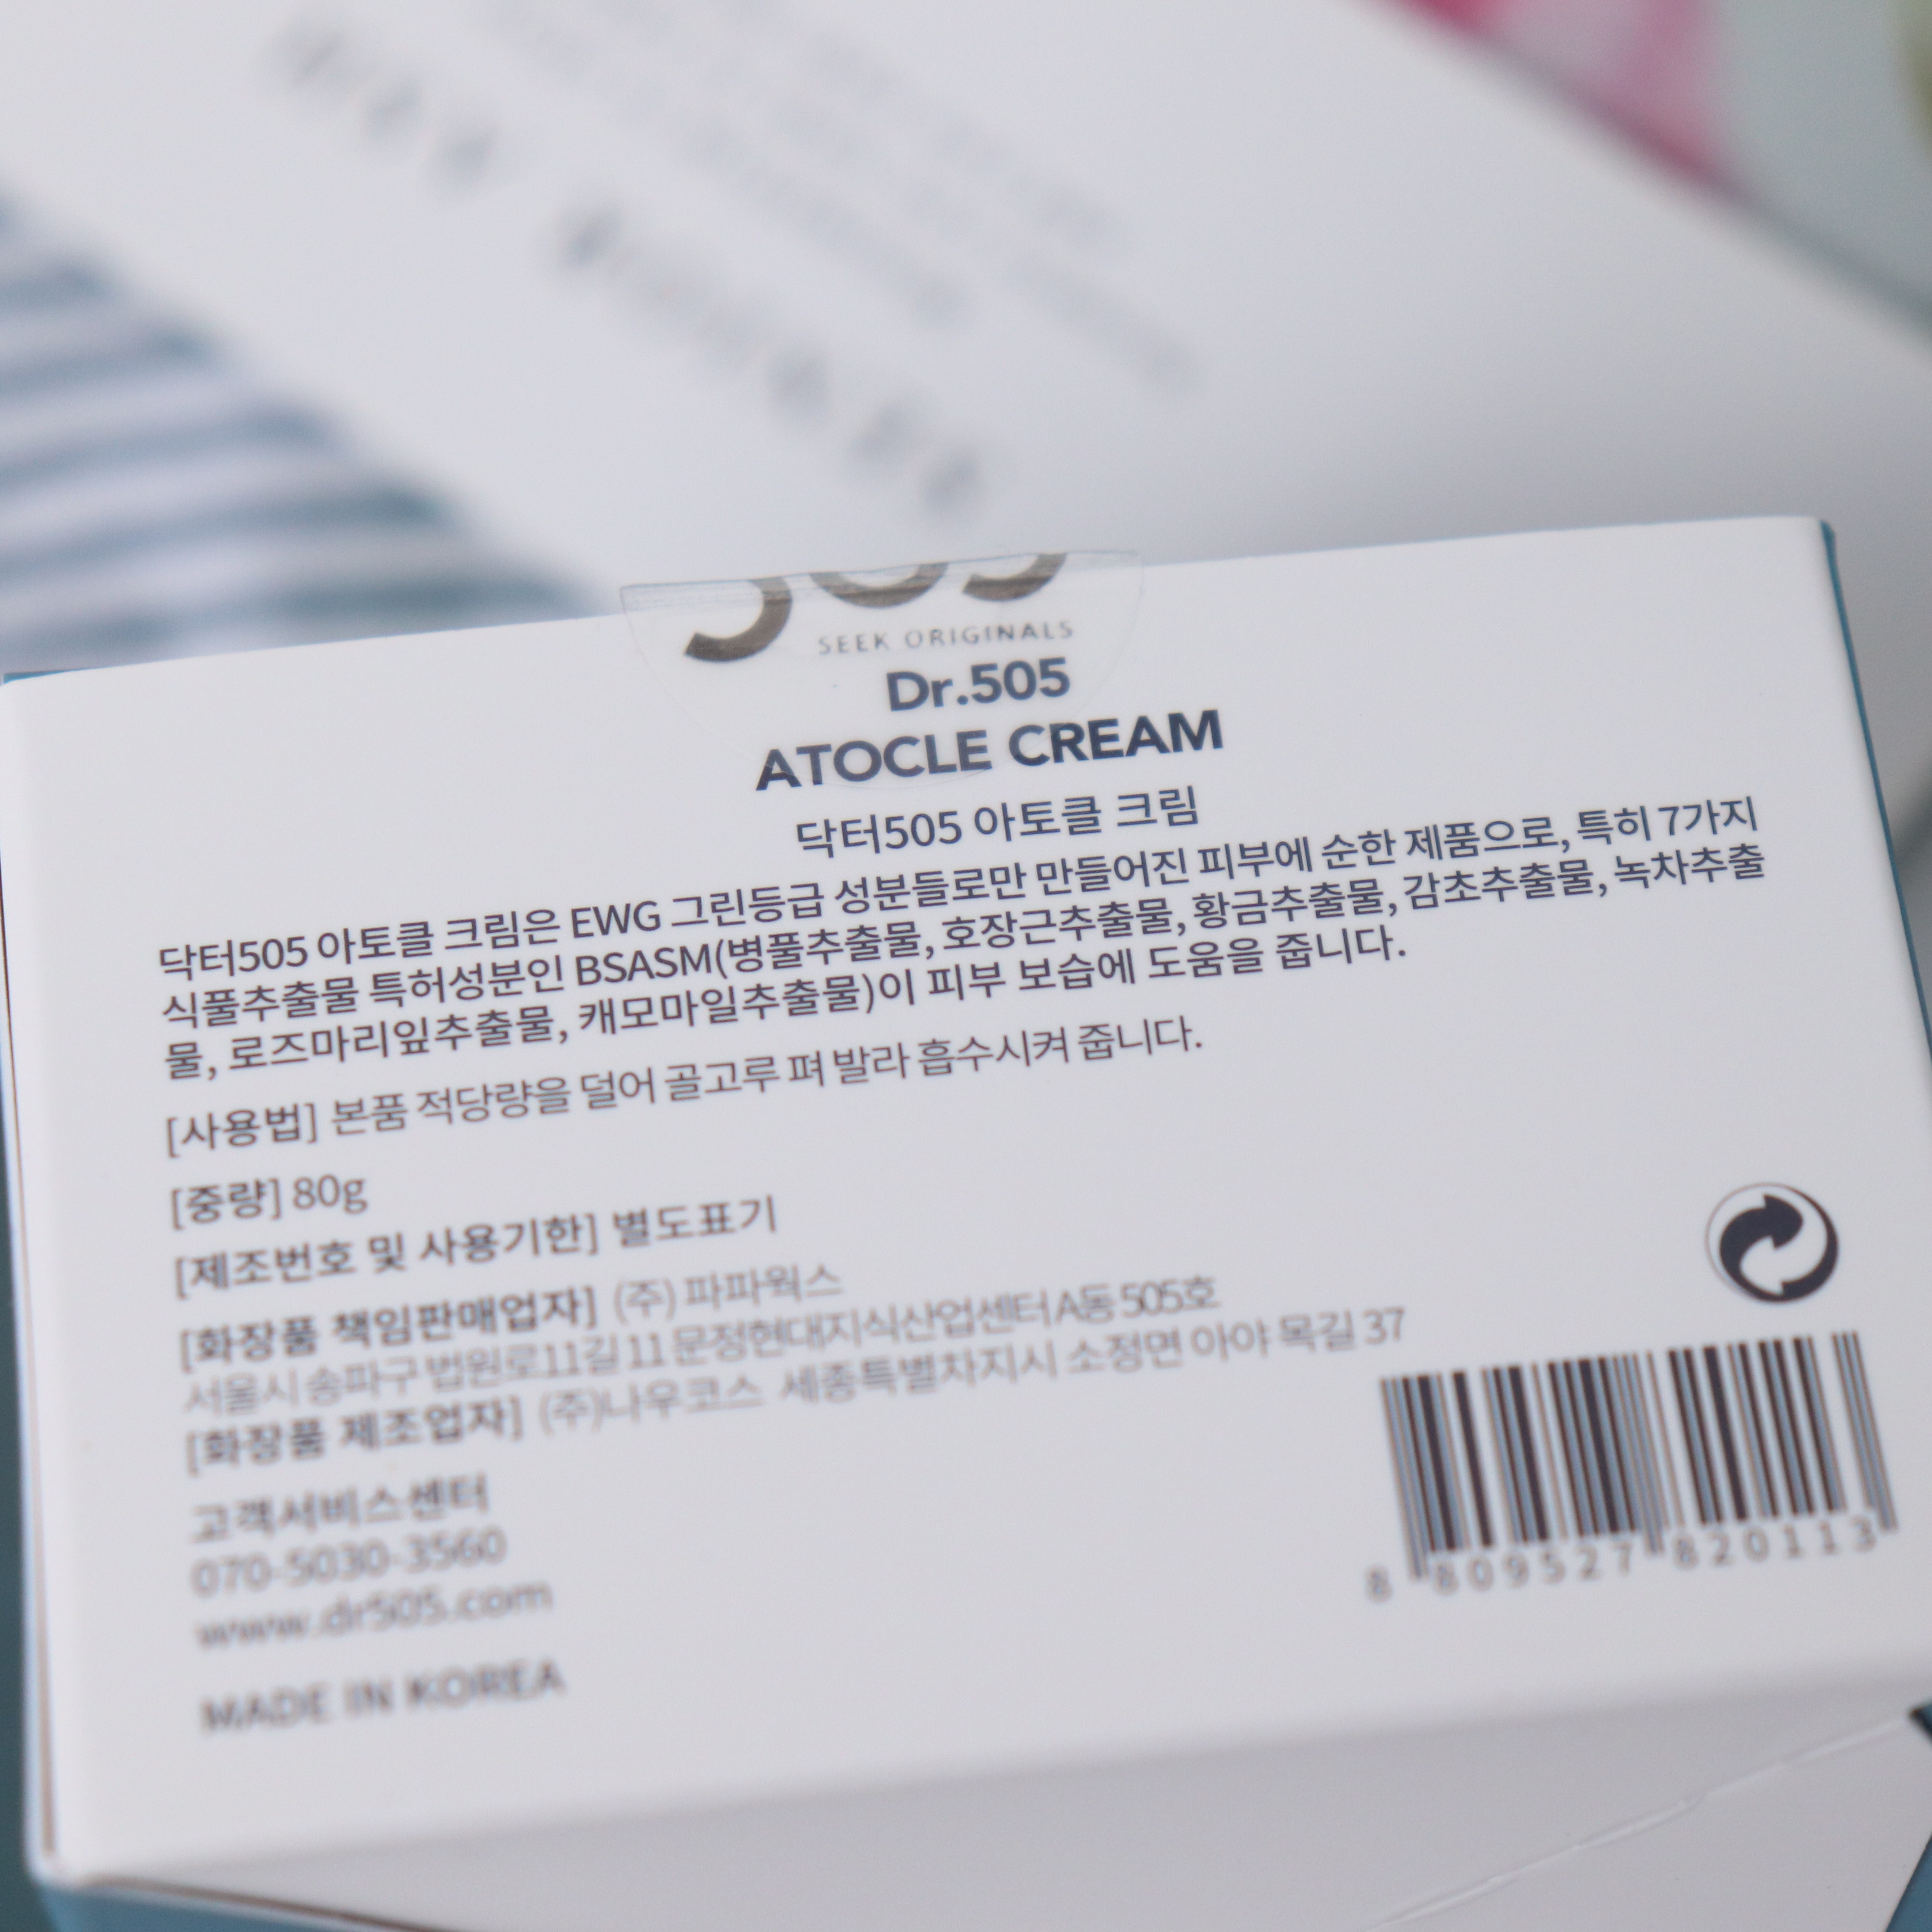 505
SEEK ORIGINALS
Dr.505
ATOCLE CREAM
닥터505 아토클 크림
닥터505 아토클 크림은 EWG 그린등급 성분들로만 만들어진 피부에 순한 제품으로, 특히 7가지
식풀추출물 특허성분인 BSASM(병풀추출물, 호장근추출물, 황금추출물, 감초추출물, 녹차추출
물, 로즈마리잎추출물, 캐모마일추출물)이 피부 보습에 도움을 줍니다.
[사용법] 본품 적당량을 덜어 골고루 펴 발라 흡수시켜 줍니다.
[중량] 80g
[제조번호 및 사용기한] 별도표기
[화장품 책임판매업자] (주) 파파웍스
서울시 송파구 법원로11길 11 문정현대지식산업센터 A동 505호
[화장품 제조업자] (주)나우코스 세종특별차지시 소정면 아야 목길 37
고객서비스센터
070-5030-3560
www.dr505.com
MADE IN KOREA
8 809527 820113